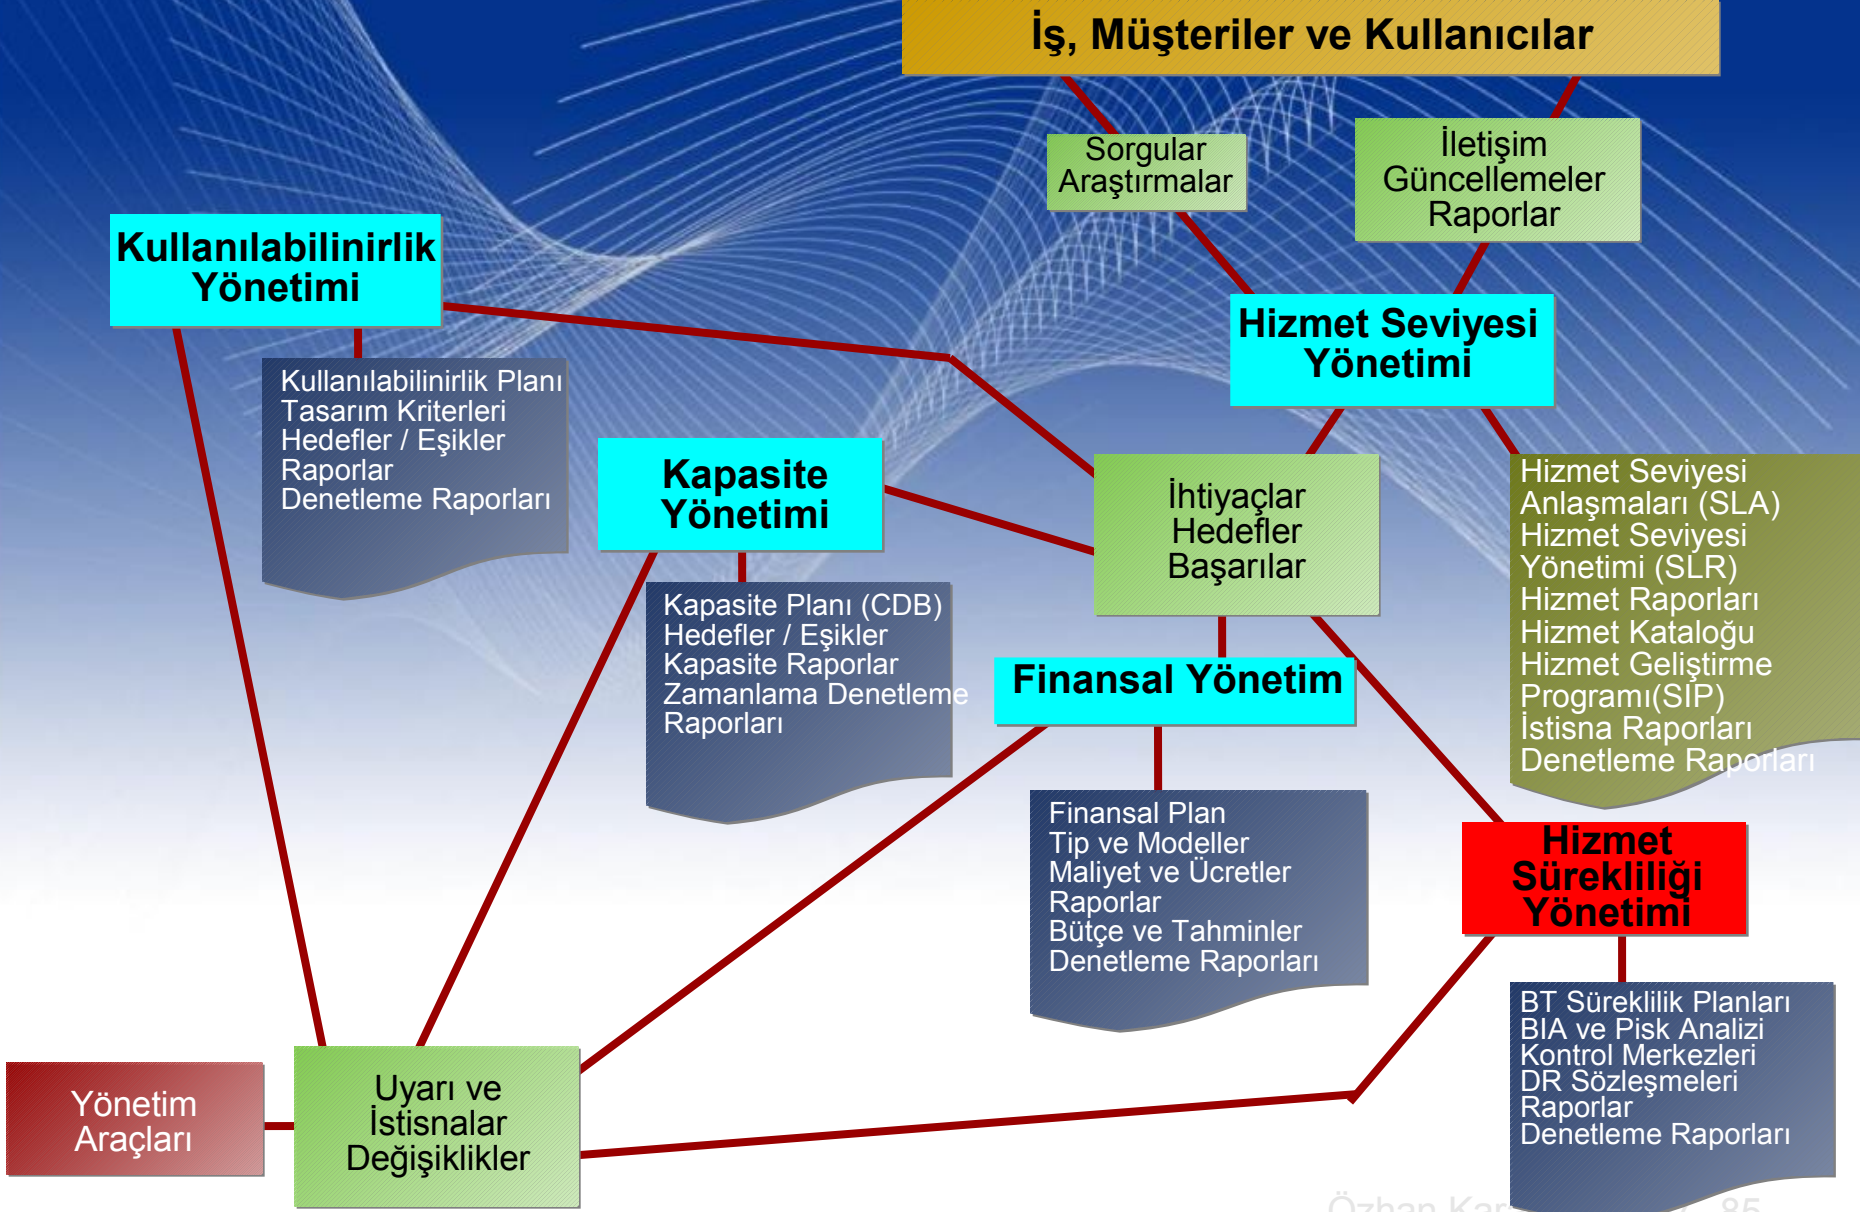 İş, Müşteriler ve Kullanıcılar
Sorgular
Araştırmalar
İletişim
Güncellemeler
Raporlar
Kullanılabilinirlik
Yönetimi
Hizmet Seviyesi
Yönetimi
Kullanılabilinirlik Planı
Tasarım Kriterleri
Hedefler / Eşikler
Raporlar
Denetleme Raporları
Kapasite
Yönetimi
İhtiyaçlar
Hedefler
Başarılar
Hizmet Seviyesi
Anlaşmaları (SLA)
Hizmet Seviyesi
Yönetimi (SLR)
Hizmet Raporları
Hizmet Kataloğu
Hizmet Geliştirme
Programı(SIP)
İstisna Raporları
Denetleme Raporları
Kapasite Planı (CDB)
Hedefler / Eşikler
Kapasite Raporlar
Zamanlama Denetleme
Raporları
Finansal Yönetim
Finansal Plan
Tip ve Modeller
Maliyet ve Ücretler
Raporlar
Bütçe ve Tahminler
Denetleme Raporları
Hizmet
Sürekliliği
Yönetimi
BT Süreklilik Planları
BIA ve Pisk Analizi
Kontrol Merkezleri
DR Sözleşmeleri
Raporlar
Denetleme Raporları
Yönetim
Araçları
Uyarı ve
İstisnalar
Değişiklikler
Özhan 85